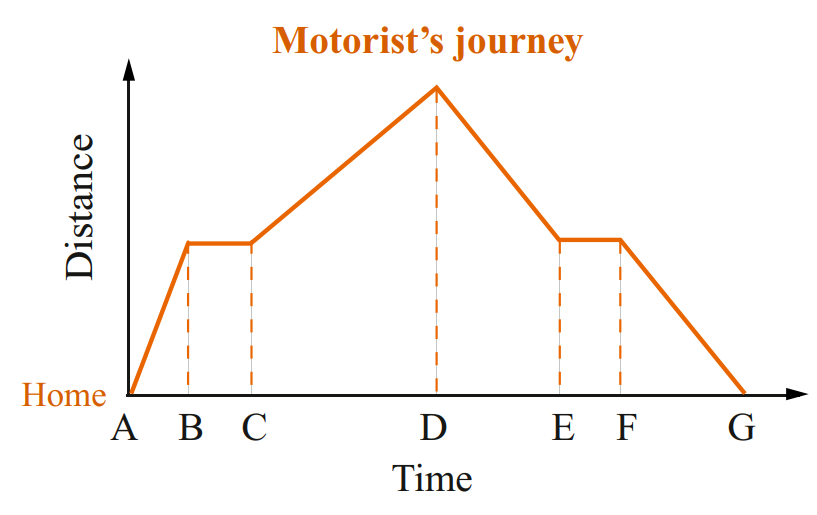 Motorist’s journey
Distance
Home
A B C D E F G
Time